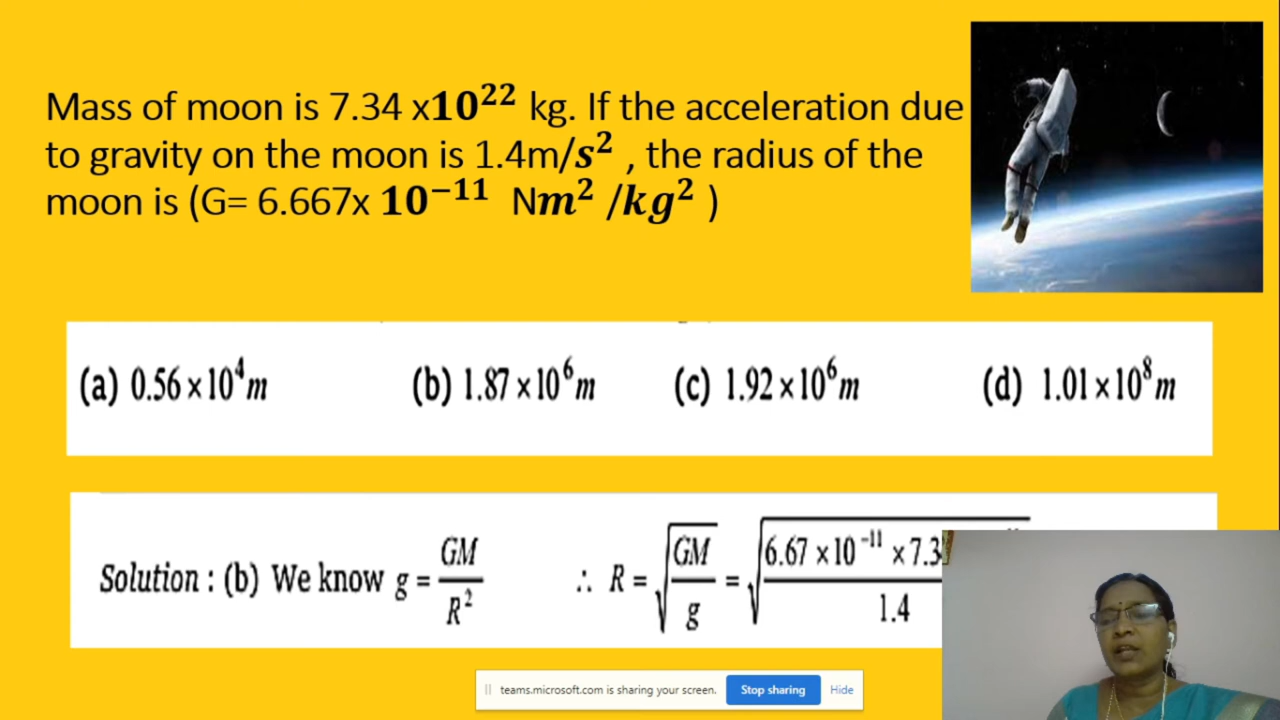 Mass of moon is 7.34 x10²² kg. If the acceleration due
to gravity on the moon is 1.4m/s² , the radius of the
moon is (G= 6.667x 10⁻¹¹ Nm² /kg² )
(a) 0.56×10⁴m (b) 1.87×10⁶m (c) 1.92×10⁶m (d) 1.01×10⁸m
Solution : (b) We know g = GM/R² ∴ R = √(GM/g) = √(6.67 ×10⁻¹¹ ×7.3 / 1.4)
teams.microsoft.com is sharing your screen. Stop sharing Hide